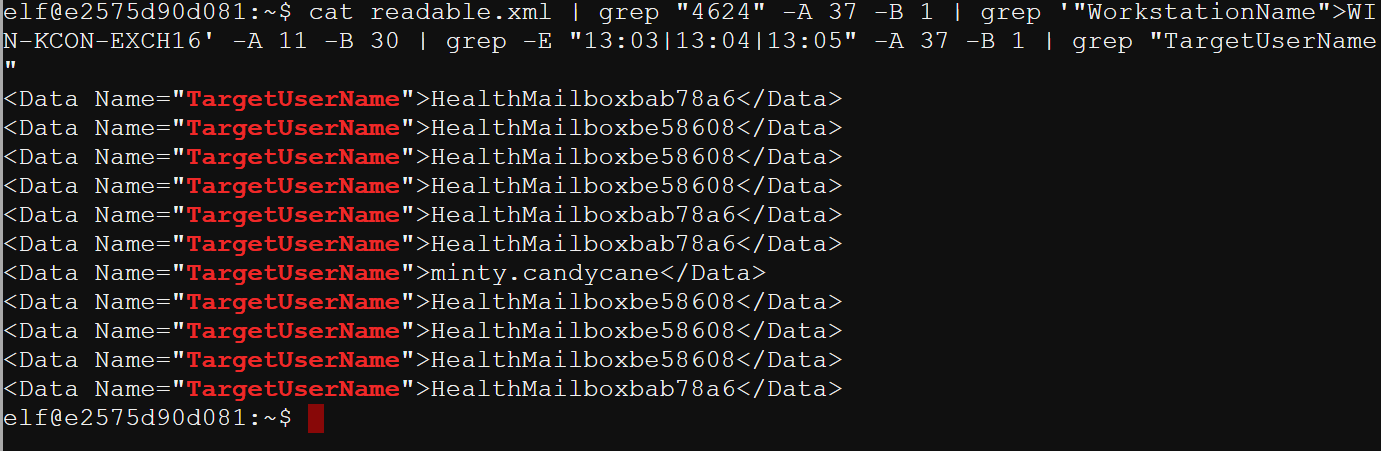 elf@e2575d90d081:~$ cat readable.xml | grep "4624" -A 37 -B 1 | grep '"WorkstationName">WI
N-KCON-EXCH16' -A 11 -B 30 | grep -E "13:03|13:04|13:05" -A 37 -B 1 | grep "TargetUserName
"
<Data Name="TargetUserName">HealthMailboxbab78a6</Data>
<Data Name="TargetUserName">HealthMailboxbe58608</Data>
<Data Name="TargetUserName">HealthMailboxbe58608</Data>
<Data Name="TargetUserName">HealthMailboxbe58608</Data>
<Data Name="TargetUserName">HealthMailboxbab78a6</Data>
<Data Name="TargetUserName">HealthMailboxbab78a6</Data>
<Data Name="TargetUserName">minty.candycane</Data>
<Data Name="TargetUserName">HealthMailboxbe58608</Data>
<Data Name="TargetUserName">HealthMailboxbe58608</Data>
<Data Name="TargetUserName">HealthMailboxbe58608</Data>
<Data Name="TargetUserName">HealthMailboxbab78a6</Data>
elf@e2575d90d081:~$